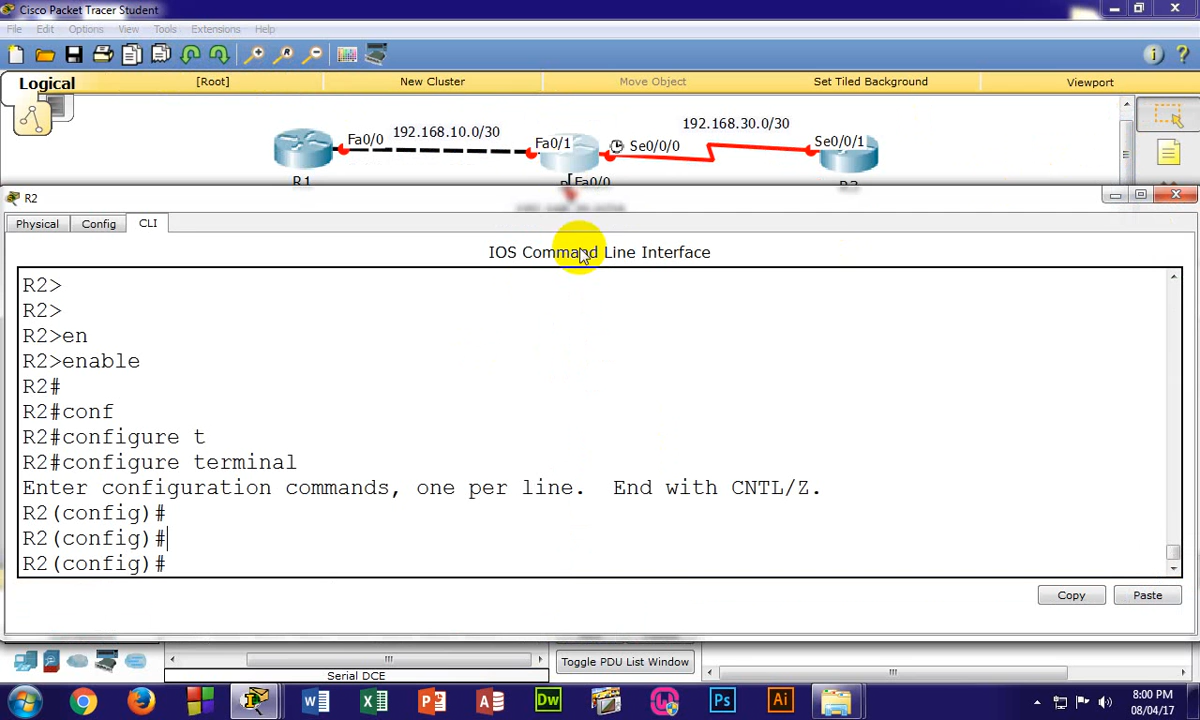 Cisco Packet Tracer Student
File Edit Options View Tools Extensions Help
Logical [Root] New Cluster Move Object Set Tiled Background Viewport
Fa0/0 192.168.10.0/30 Fa0/1 Se0/0/0 192.168.30.0/30 Se0/0/1
R1 Fa0/0
R2
Physical Config CLI
IOS Command Line Interface
R2>
R2>
R2>en
R2>enable
R2#
R2#conf
R2#configure t
R2#configure terminal
Enter configuration commands, one per line.  End with CNTL/Z.
R2(config)#
R2(config)#
R2(config)#
Copy Paste
Toggle PDU List Window
Serial DCE
Dw Ps Ai
8:00 PM
08/04/17